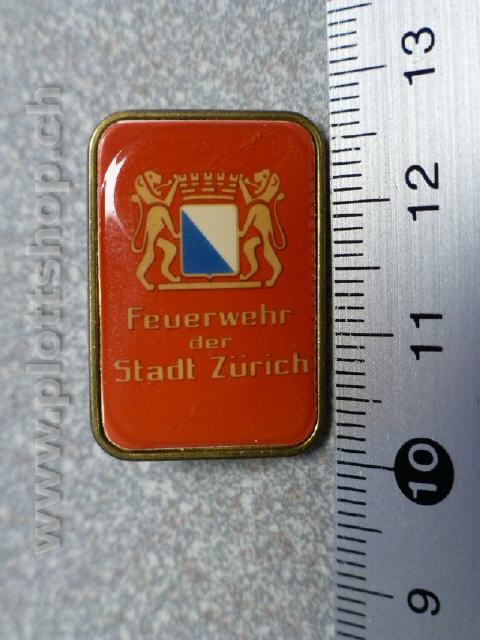 Feuerwehr
der
Stadt Zürich
13
12
11
10
9
www.plottshop.ch